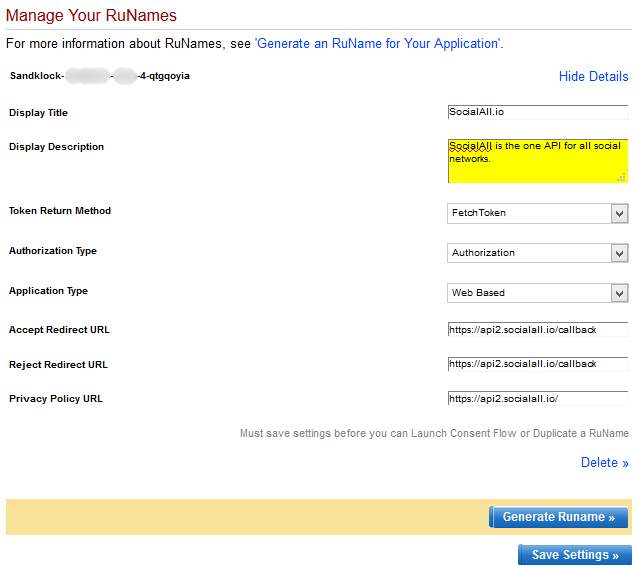 Manage Your RuNames
For more information about RuNames, see 'Generate an RuName for Your Application'.
Sandklock- - -4-qtgqoyia
Hide Details
Display Title
SocialAll.io
Display Description
SocialAll is the one API for all social
networks.
Token Return Method
FetchToken
Authorization Type
Authorization
Application Type
Web Based
Accept Redirect URL
https://api2.socialall.io/callback
Reject Redirect URL
https://api2.socialall.io/callback
Privacy Policy URL
https://api2.socialall.io/
Must save settings before you can Launch Consent Flow or Duplicate a RuName
Delete »
Generate Runame »
Save Settings »